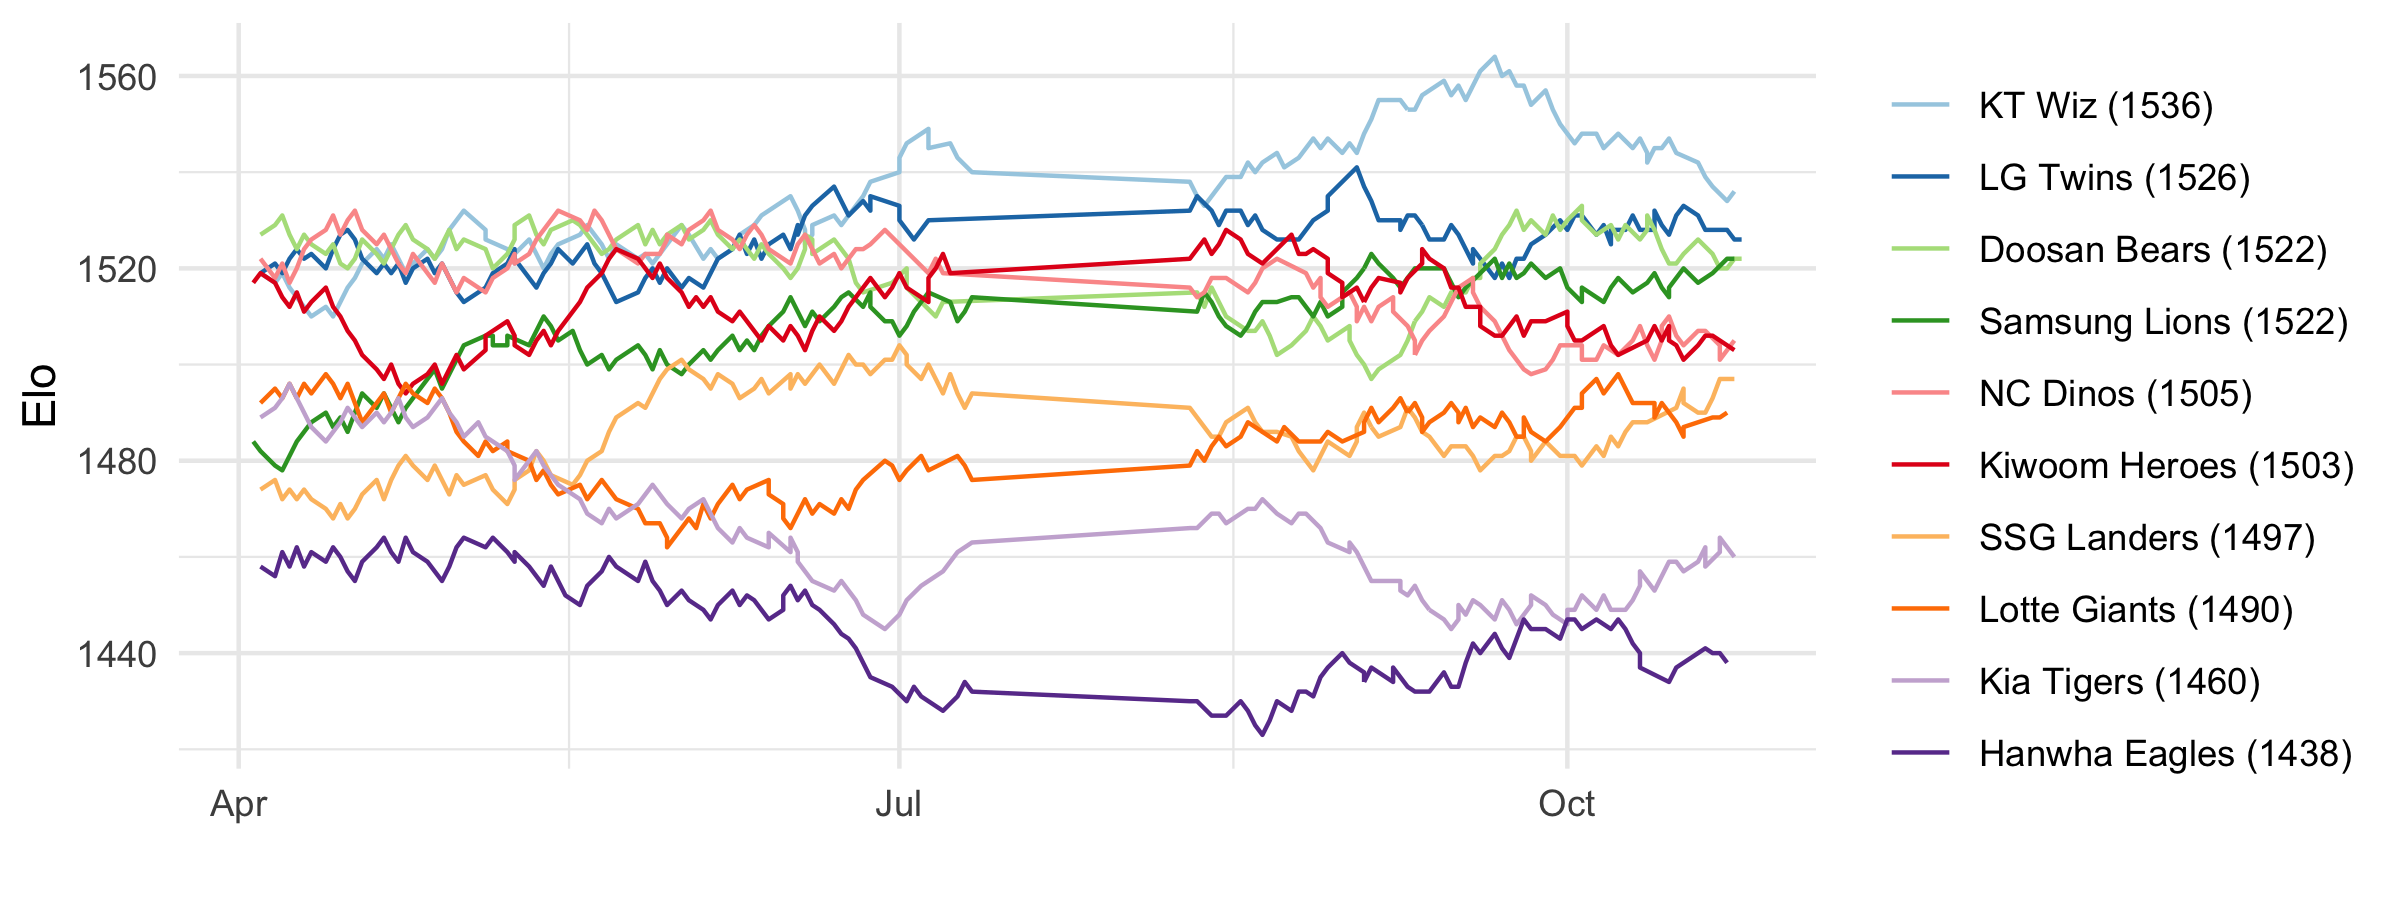 Elo
1560
1520
1480
1440
Apr
Jul
Oct
KT Wiz (1536)
LG Twins (1526)
Doosan Bears (1522)
Samsung Lions (1522)
NC Dinos (1505)
Kiwoom Heroes (1503)
SSG Landers (1497)
Lotte Giants (1490)
Kia Tigers (1460)
Hanwha Eagles (1438)